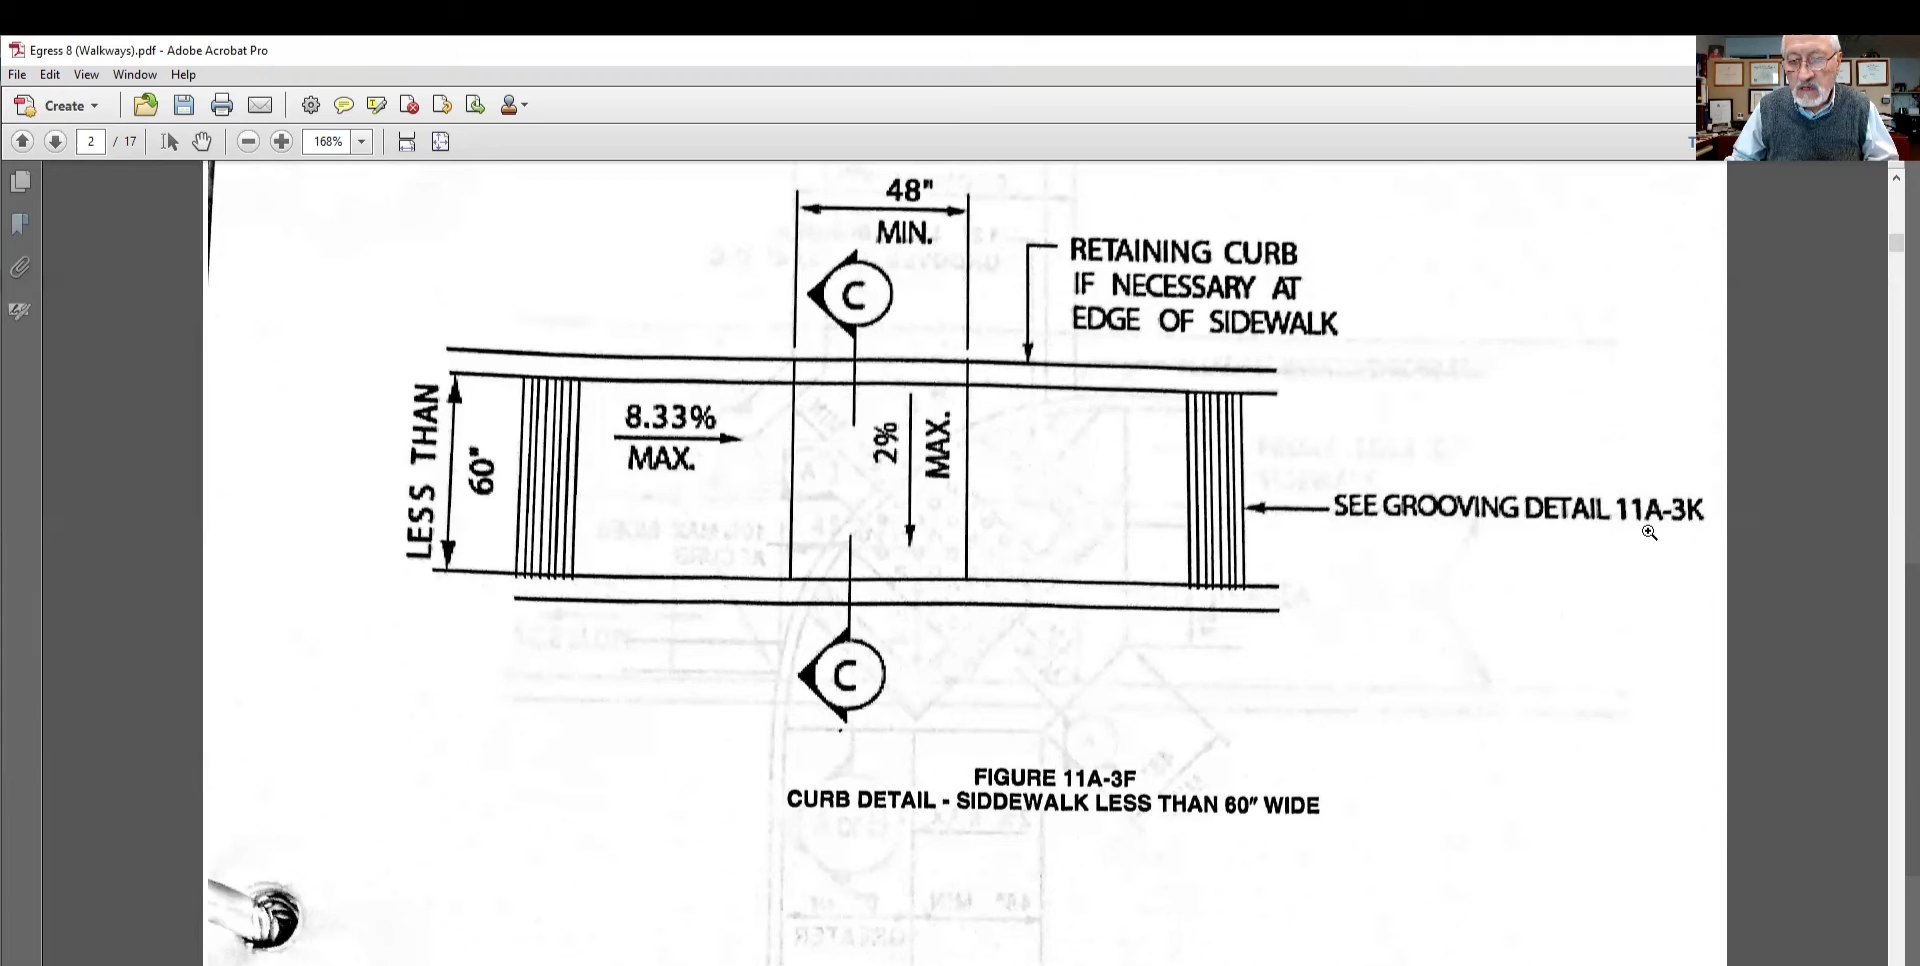 Egress 8 (Walkways).pdf - Adobe Acrobat Pro
File Edit View Window Help
Create
2 / 17 168%
48"
MIN.
C
RETAINING CURB
IF NECESSARY AT
EDGE OF SIDEWALK
LESS THAN
60"
8.33%
MAX.
2%
MAX.
SEE GROOVING DETAIL 11A-3K
C
FIGURE 11A-3F
CURB DETAIL - SIDDEWALK LESS THAN 60" WIDE